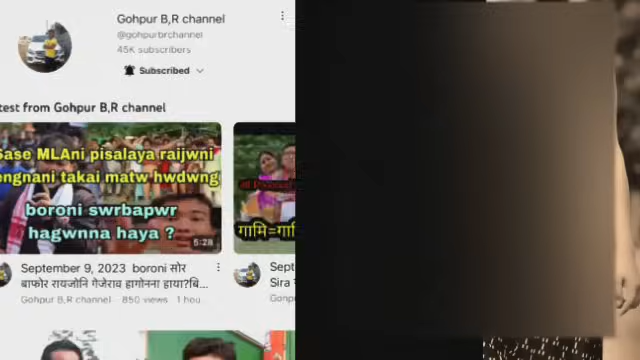 Gohpur B,R channel
@gohpurbrchannel
45K subscribers
Subscribed
test from Gohpur B,R channel
Sase MLAni pisalaya raijwni
engnani takai matw hwdwng
boroni swrbapwr
hagwnna haya ?
5:28
गामि=गामि
September 9, 2023 boroni सोर
बाफोर रायजोनि गेजेराव हागोनना हाया?बि...
Gohpur B,R channel · 850 views · 1 hou
Sept
Sira
Gohp